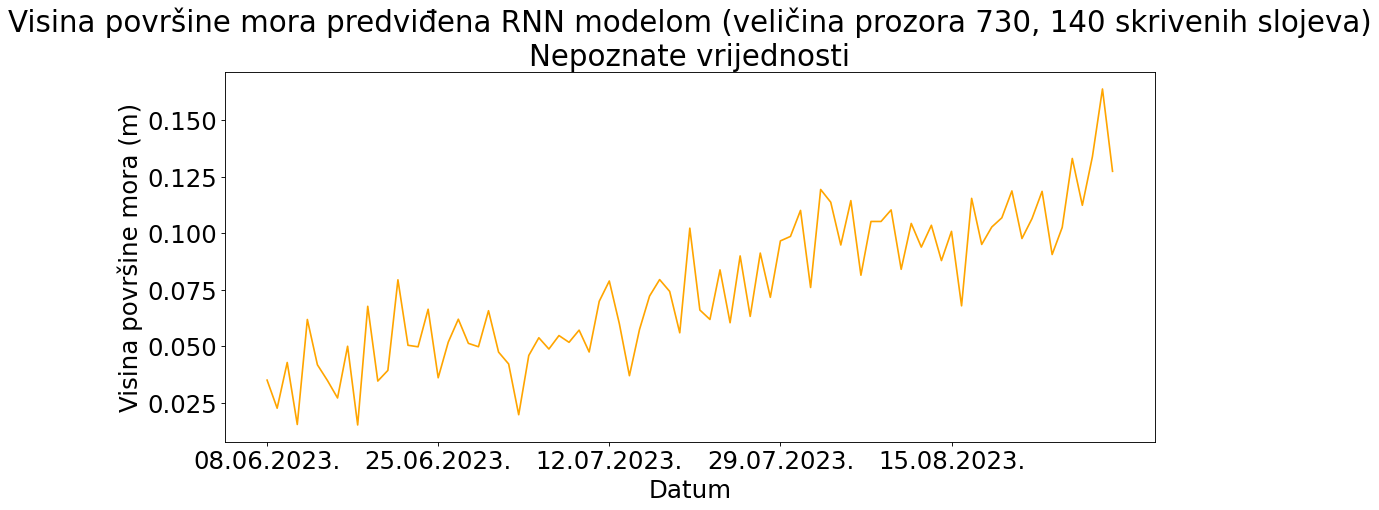 Visina površine mora predviđena RNN modelom (veličina prozora 730, 140 skrivenih slojeva)
Nepoznate vrijednosti
Visina površine mora (m)
0.150
0.125
0.100
0.075
0.050
0.025
08.06.2023. 25.06.2023. 12.07.2023. 29.07.2023. 15.08.2023.
Datum